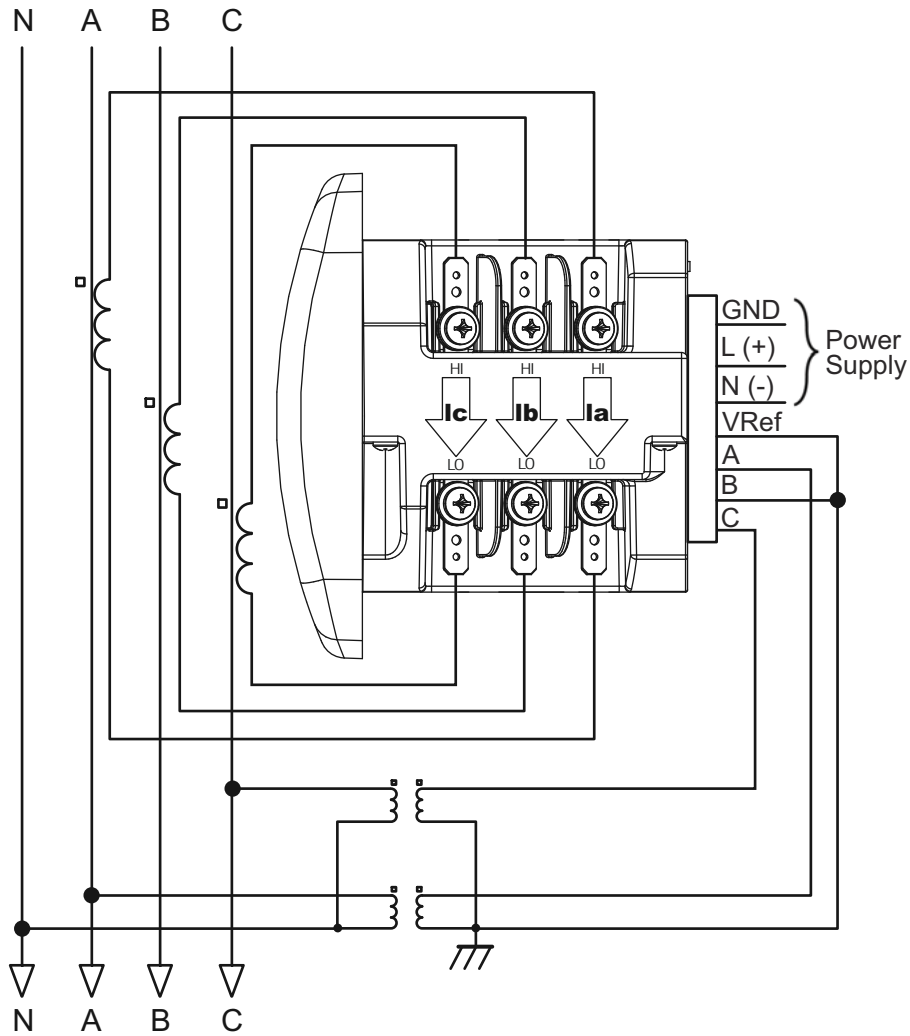 N A B C
HI HI HI
Ic Ib Ia
LO LO LO
GND
L (+)
N (-)
Power
Supply
VRef
A
B
C
N A B C